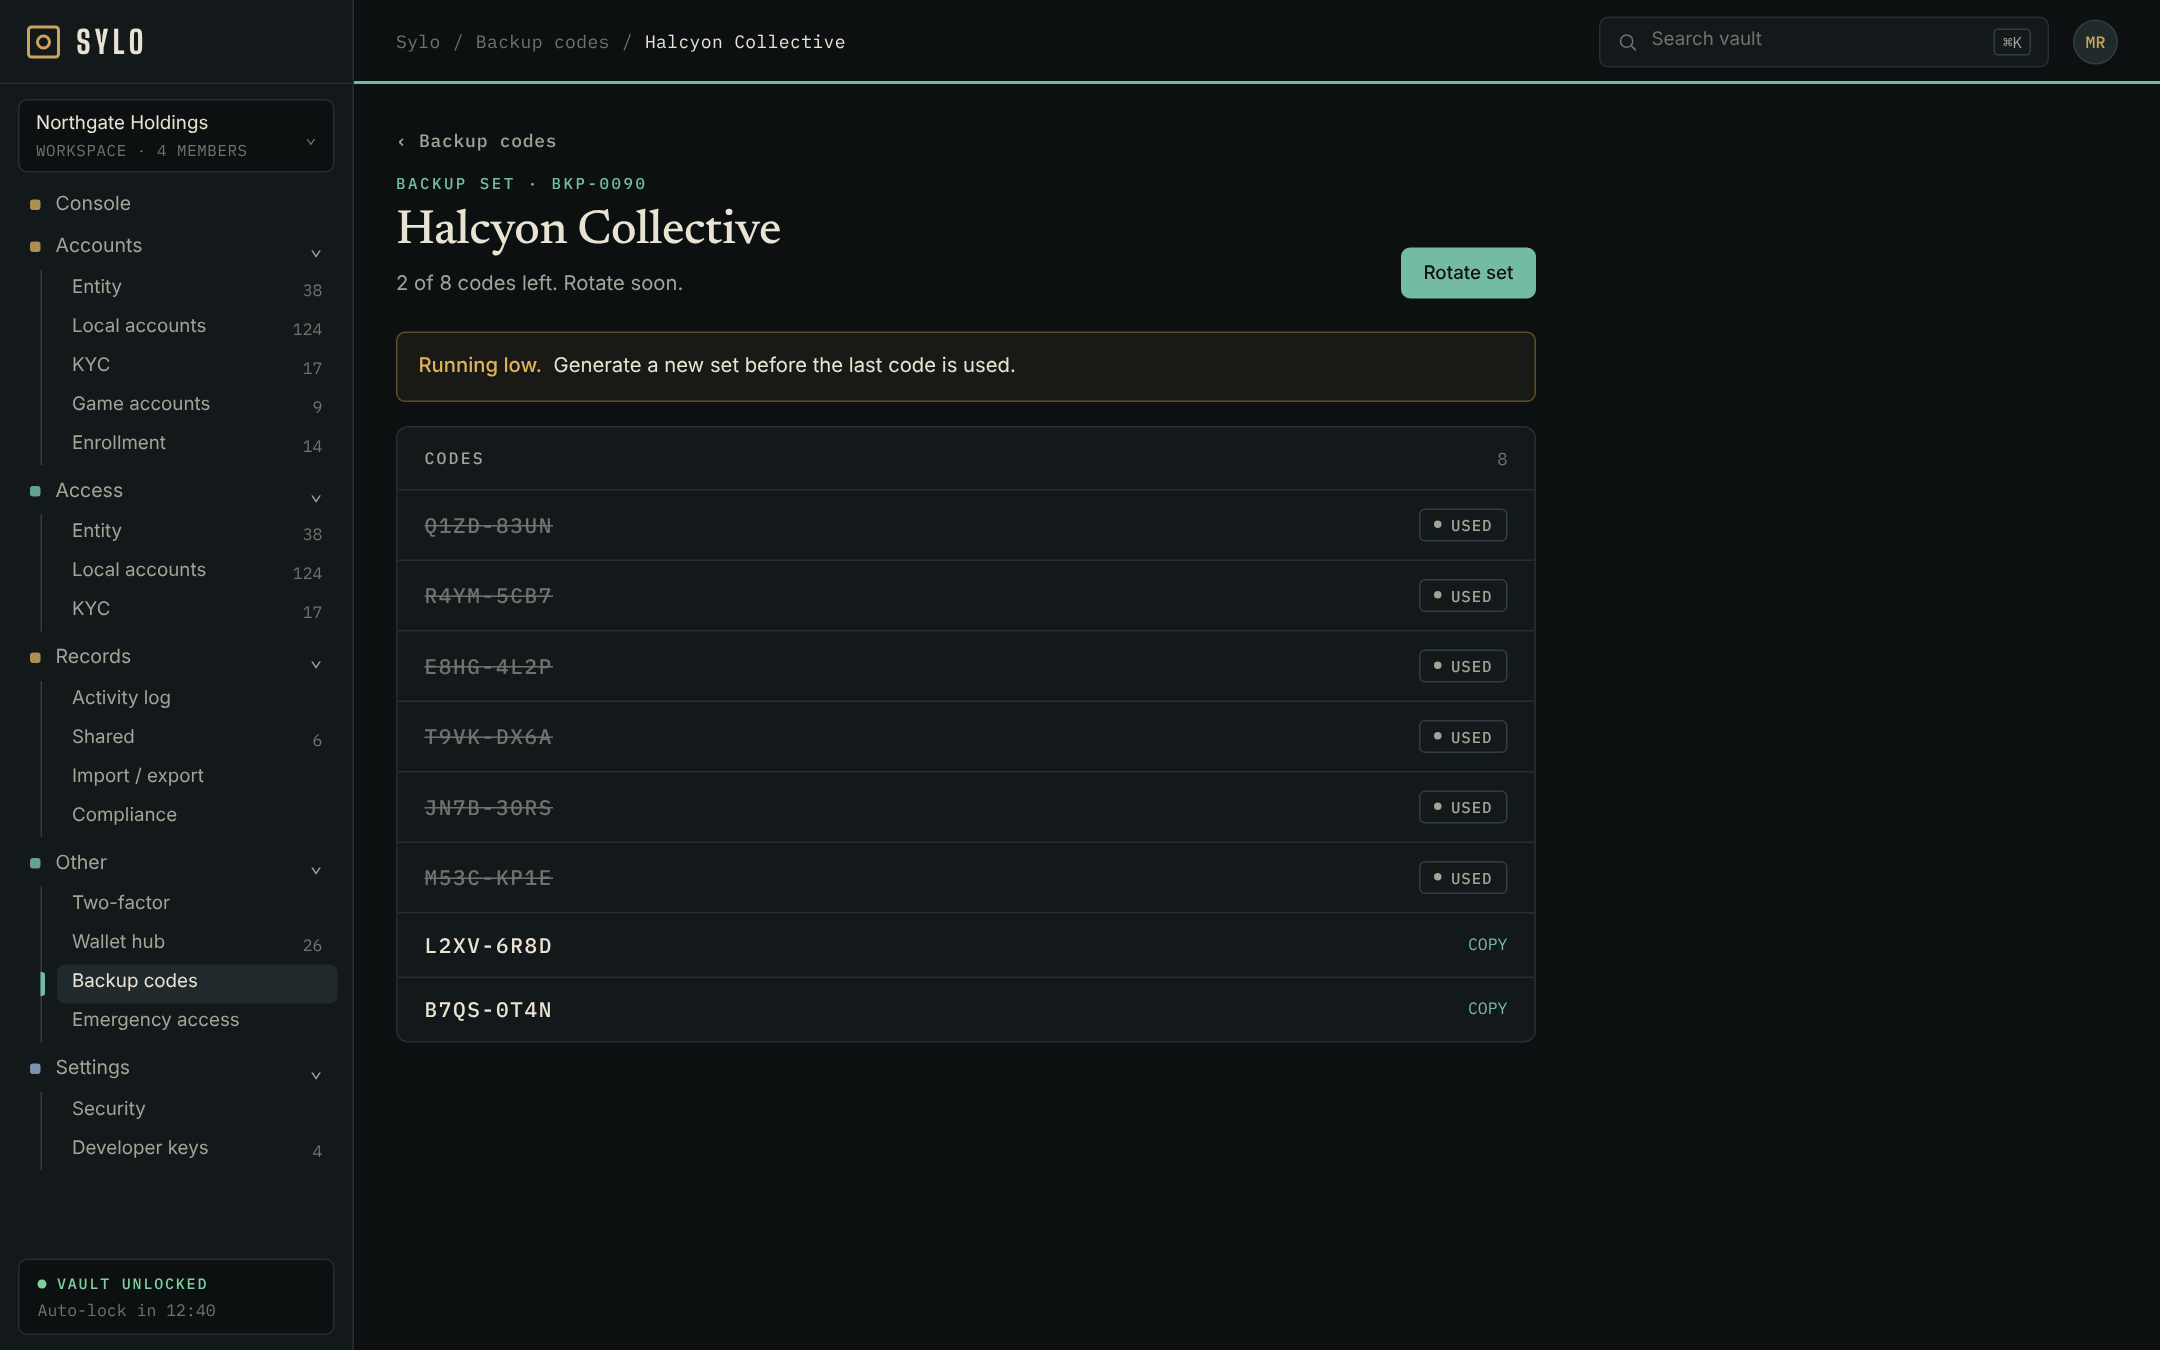 SYLO
Northgate Holdings
WORKSPACE · 4 MEMBERS
Console
Accounts
Entity 38
Local accounts 124
KYC 17
Game accounts 9
Enrollment 14
Access
Entity 38
Local accounts 124
KYC 17
Records
Activity log
Shared 6
Import / export
Compliance
Other
Two-factor
Wallet hub 26
Backup codes
Emergency access
Settings
Security
Developer keys 4
VAULT UNLOCKED
Auto-lock in 12:40
Sylo / Backup codes / Halcyon Collective
Search vault ⌘K
MR
‹ Backup codes
BACKUP SET · BKP-0090
Halcyon Collective
2 of 8 codes left. Rotate soon.
Rotate set
Running low. Generate a new set before the last code is used.
CODES 8
Q1ZD-83UN USED
R4YM-5CB7 USED
E8HG-4L2P USED
T9VK-DX6A USED
JN7B-30RS USED
M53C-KP1E USED
L2XV-6R8D COPY
B7QS-0T4N COPY